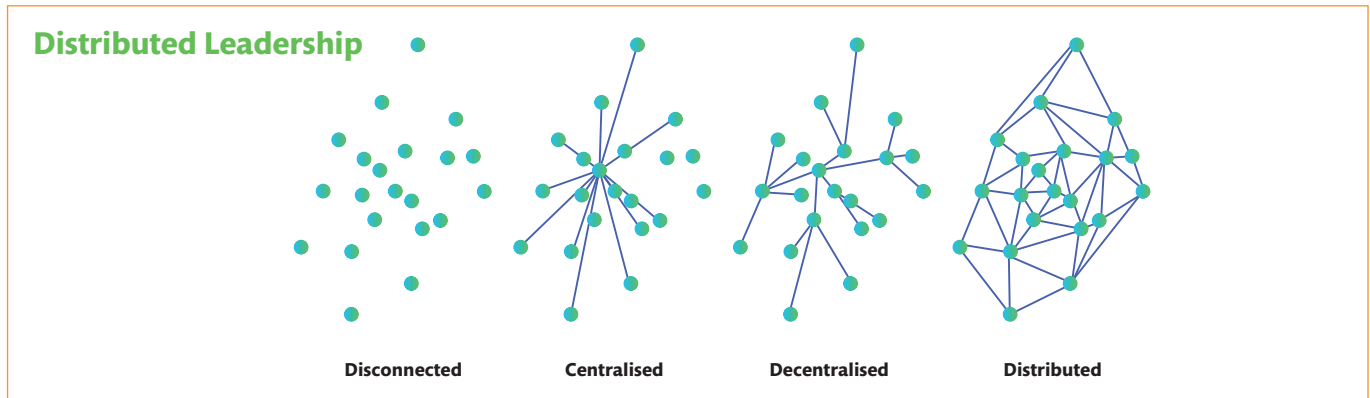 Distributed Leadership
Disconnected
Centralised
Decentralised
Distributed